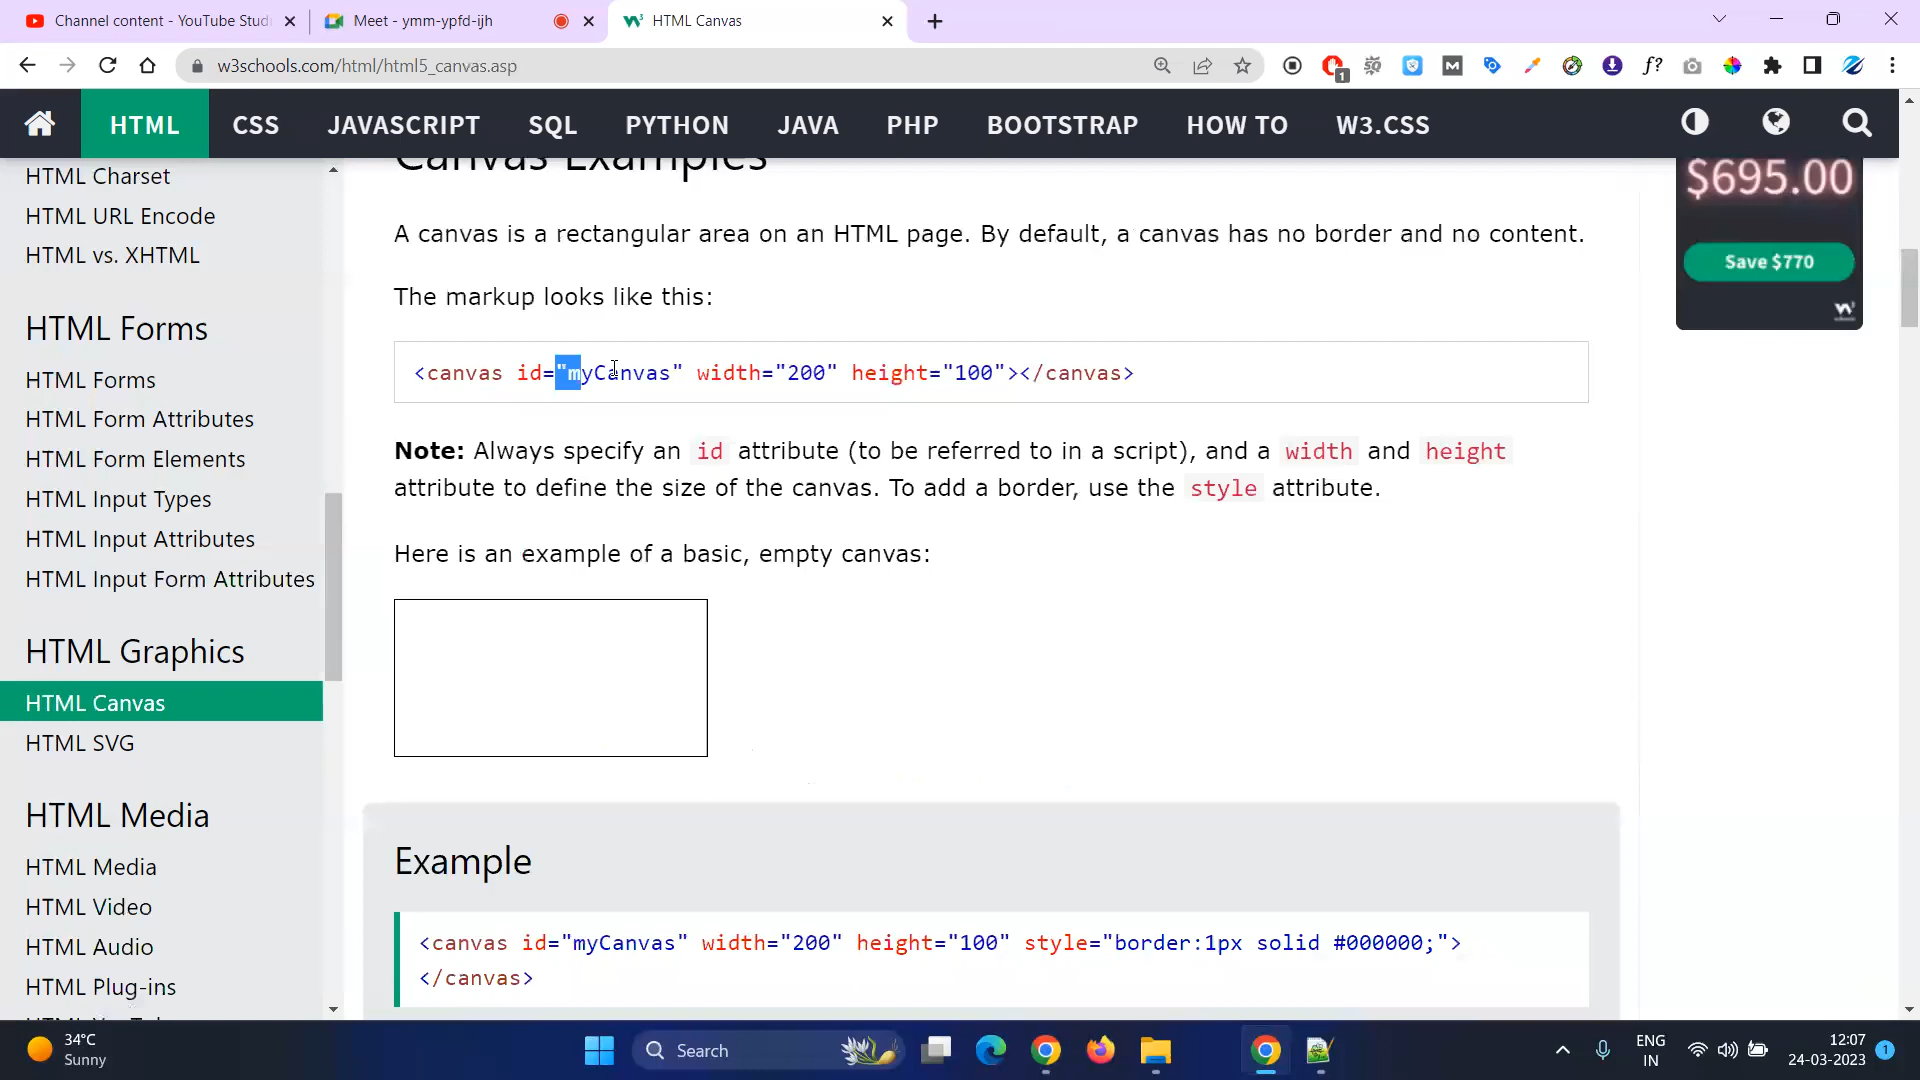 Channel content - YouTube Stud
Meet - ymm-ypfd-ijh
HTML Canvas
w3schools.com/html/html5_canvas.asp
1
f?
HTML
CSS
JAVASCRIPT
SQL
PYTHON
JAVA
PHP
BOOTSTRAP
HOW TO
W3.CSS
HTML Charset
HTML URL Encode
HTML vs. XHTML
HTML Forms
HTML Forms
HTML Form Attributes
HTML Form Elements
HTML Input Types
HTML Input Attributes
HTML Input Form Attributes
HTML Graphics
HTML Canvas
HTML SVG
HTML Media
HTML Media
HTML Video
HTML Audio
HTML Plug-ins
Canvas Examples
A canvas is a rectangular area on an HTML page. By default, a canvas has no border and no content.
The markup looks like this:
<canvas id="myCanvas" width="200" height="100"></canvas>
Note: Always specify an id attribute (to be referred to in a script), and a width and height
attribute to define the size of the canvas. To add a border, use the style attribute.
Here is an example of a basic, empty canvas:
Example
<canvas id="myCanvas" width="200" height="100" style="border:1px solid #000000;">
</canvas>
$695.00
Save $770
34°C
Sunny
Search
ENG
IN
12:07
24-03-2023
1